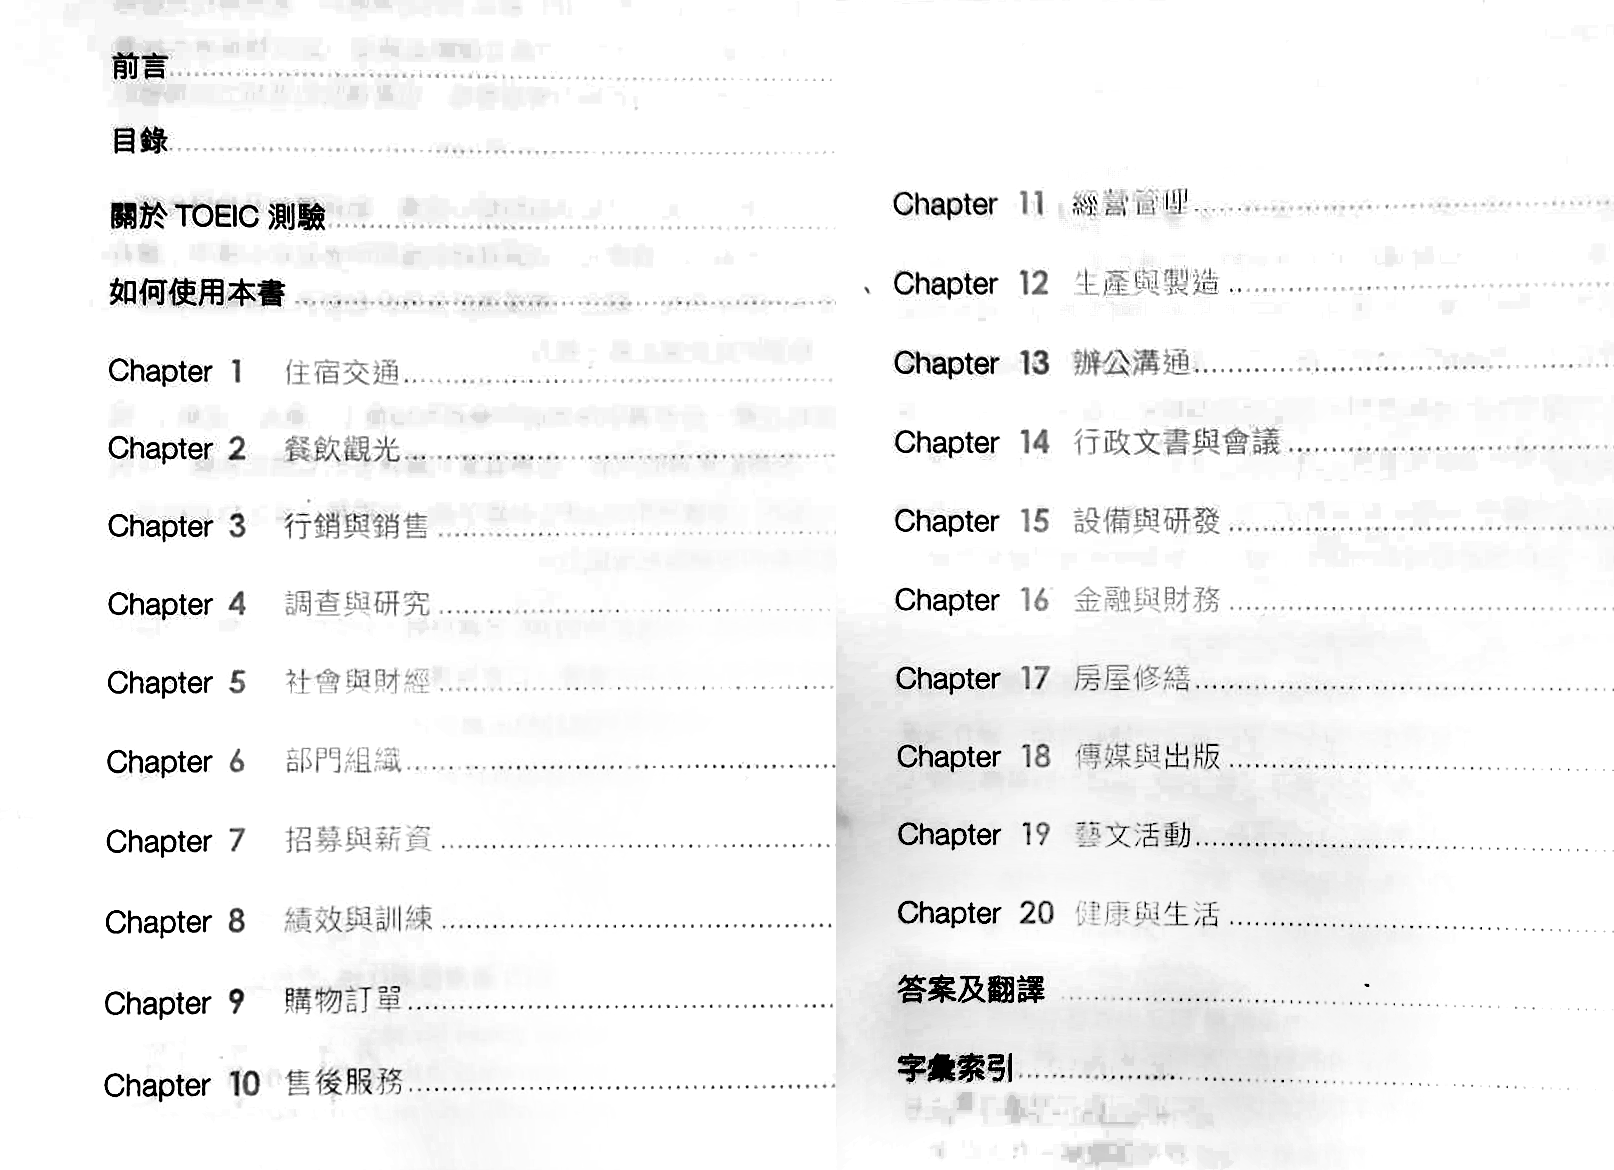 前言
目錄
關於 TOEIC 測驗
如何使用本書
Chapter 1 住宿交通
Chapter 2 餐飲觀光
Chapter 3 行銷與銷售
Chapter 4 調查與研究
Chapter 5 社會與財經
Chapter 6 部門組織
Chapter 7 招募與薪資
Chapter 8 績效與訓練
Chapter 9 購物訂單
Chapter 10 售後服務
Chapter 11 經營管理
Chapter 12 生產與製造
Chapter 13 辦公溝通
Chapter 14 行政文書與會議
Chapter 15 設備與研發
Chapter 16 金融與財務
Chapter 17 房屋修繕
Chapter 18 傳媒與出版
Chapter 19 藝文活動
Chapter 20 健康與生活
答案及翻譯
字彙索引